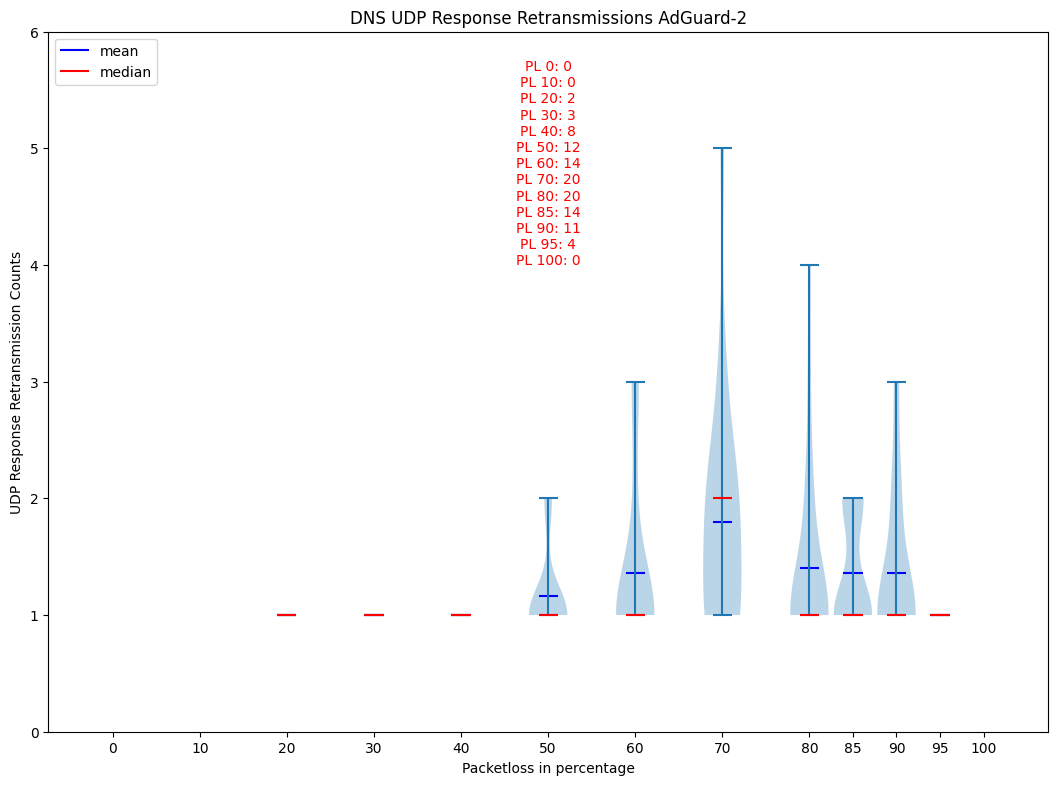 DNS UDP Response Retransmissions AdGuard-2
mean
median
PL 0: 0
PL 10: 0
PL 20: 2
PL 30: 3
PL 40: 8
PL 50: 12
PL 60: 14
PL 70: 20
PL 80: 20
PL 85: 14
PL 90: 11
PL 95: 4
PL 100: 0
UDP Response Retransmission Counts
6
5
4
3
2
1
0
0 10 20 30 40 50 60 70 80 85 90 95 100
Packetloss in percentage